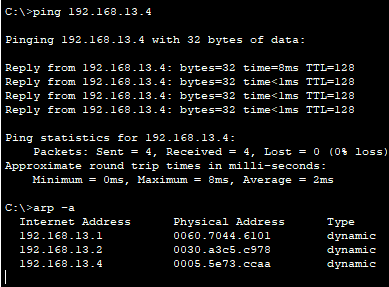 C:\>ping 192.168.13.4
Pinging 192.168.13.4 with 32 bytes of data:
Reply from 192.168.13.4: bytes=32 time=8ms TTL=128
Reply from 192.168.13.4: bytes=32 time<1ms TTL=128
Reply from 192.168.13.4: bytes=32 time<1ms TTL=128
Reply from 192.168.13.4: bytes=32 time<1ms TTL=128
Ping statistics for 192.168.13.4:
Packets: Sent = 4, Received = 4, Lost = 0 (0% loss)
Approximate round trip times in milli-seconds:
Minimum = 0ms, Maximum = 8ms, Average = 2ms
C:\>arp -a
Internet Address Physical Address Type
192.168.13.1 0060.7044.6101 dynamic
192.168.13.2 0030.a3c5.c978 dynamic
192.168.13.4 0005.5e73.ccaa dynamic